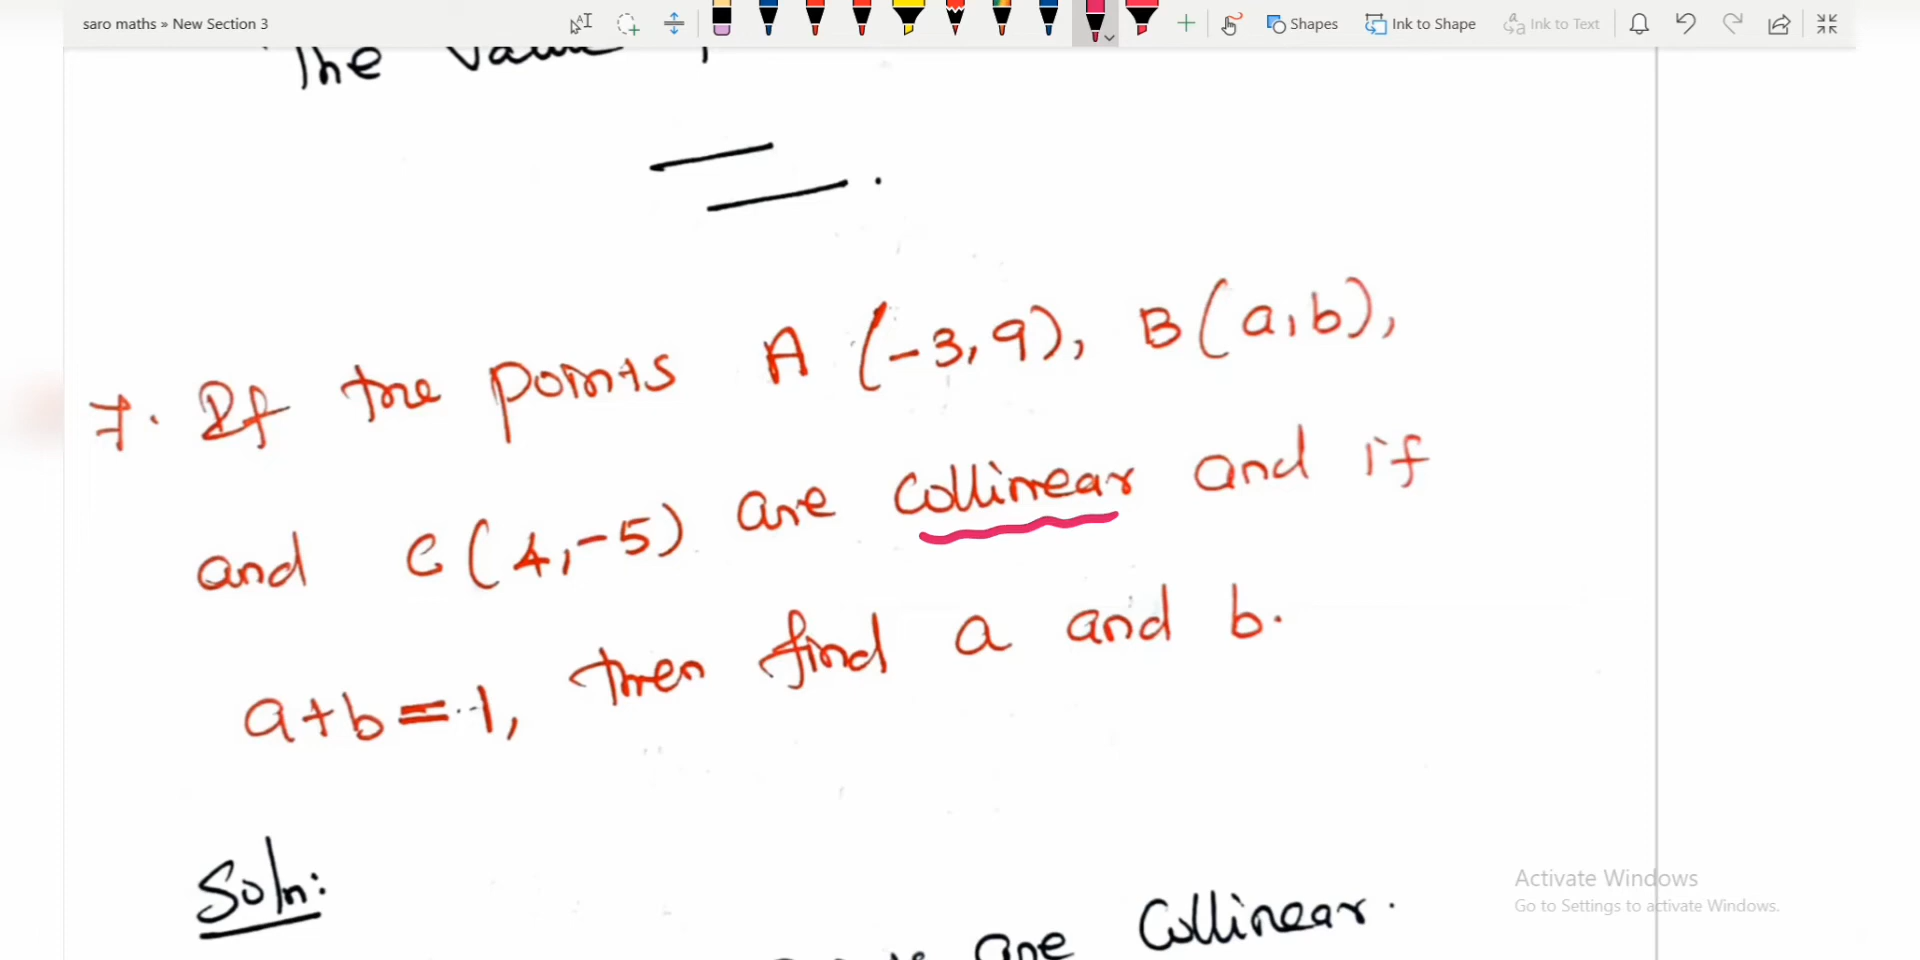 saro maths » New Section 3
Shapes
Ink to Shape
Ink to Text
The value
7. If the points A (-3, 9), B(a,b),
and C(4,-5) are collinear and if
a+b=1, then find a and b.
Soln:
are Collinear.
Activate Windows
Go to Settings to activate Windows.